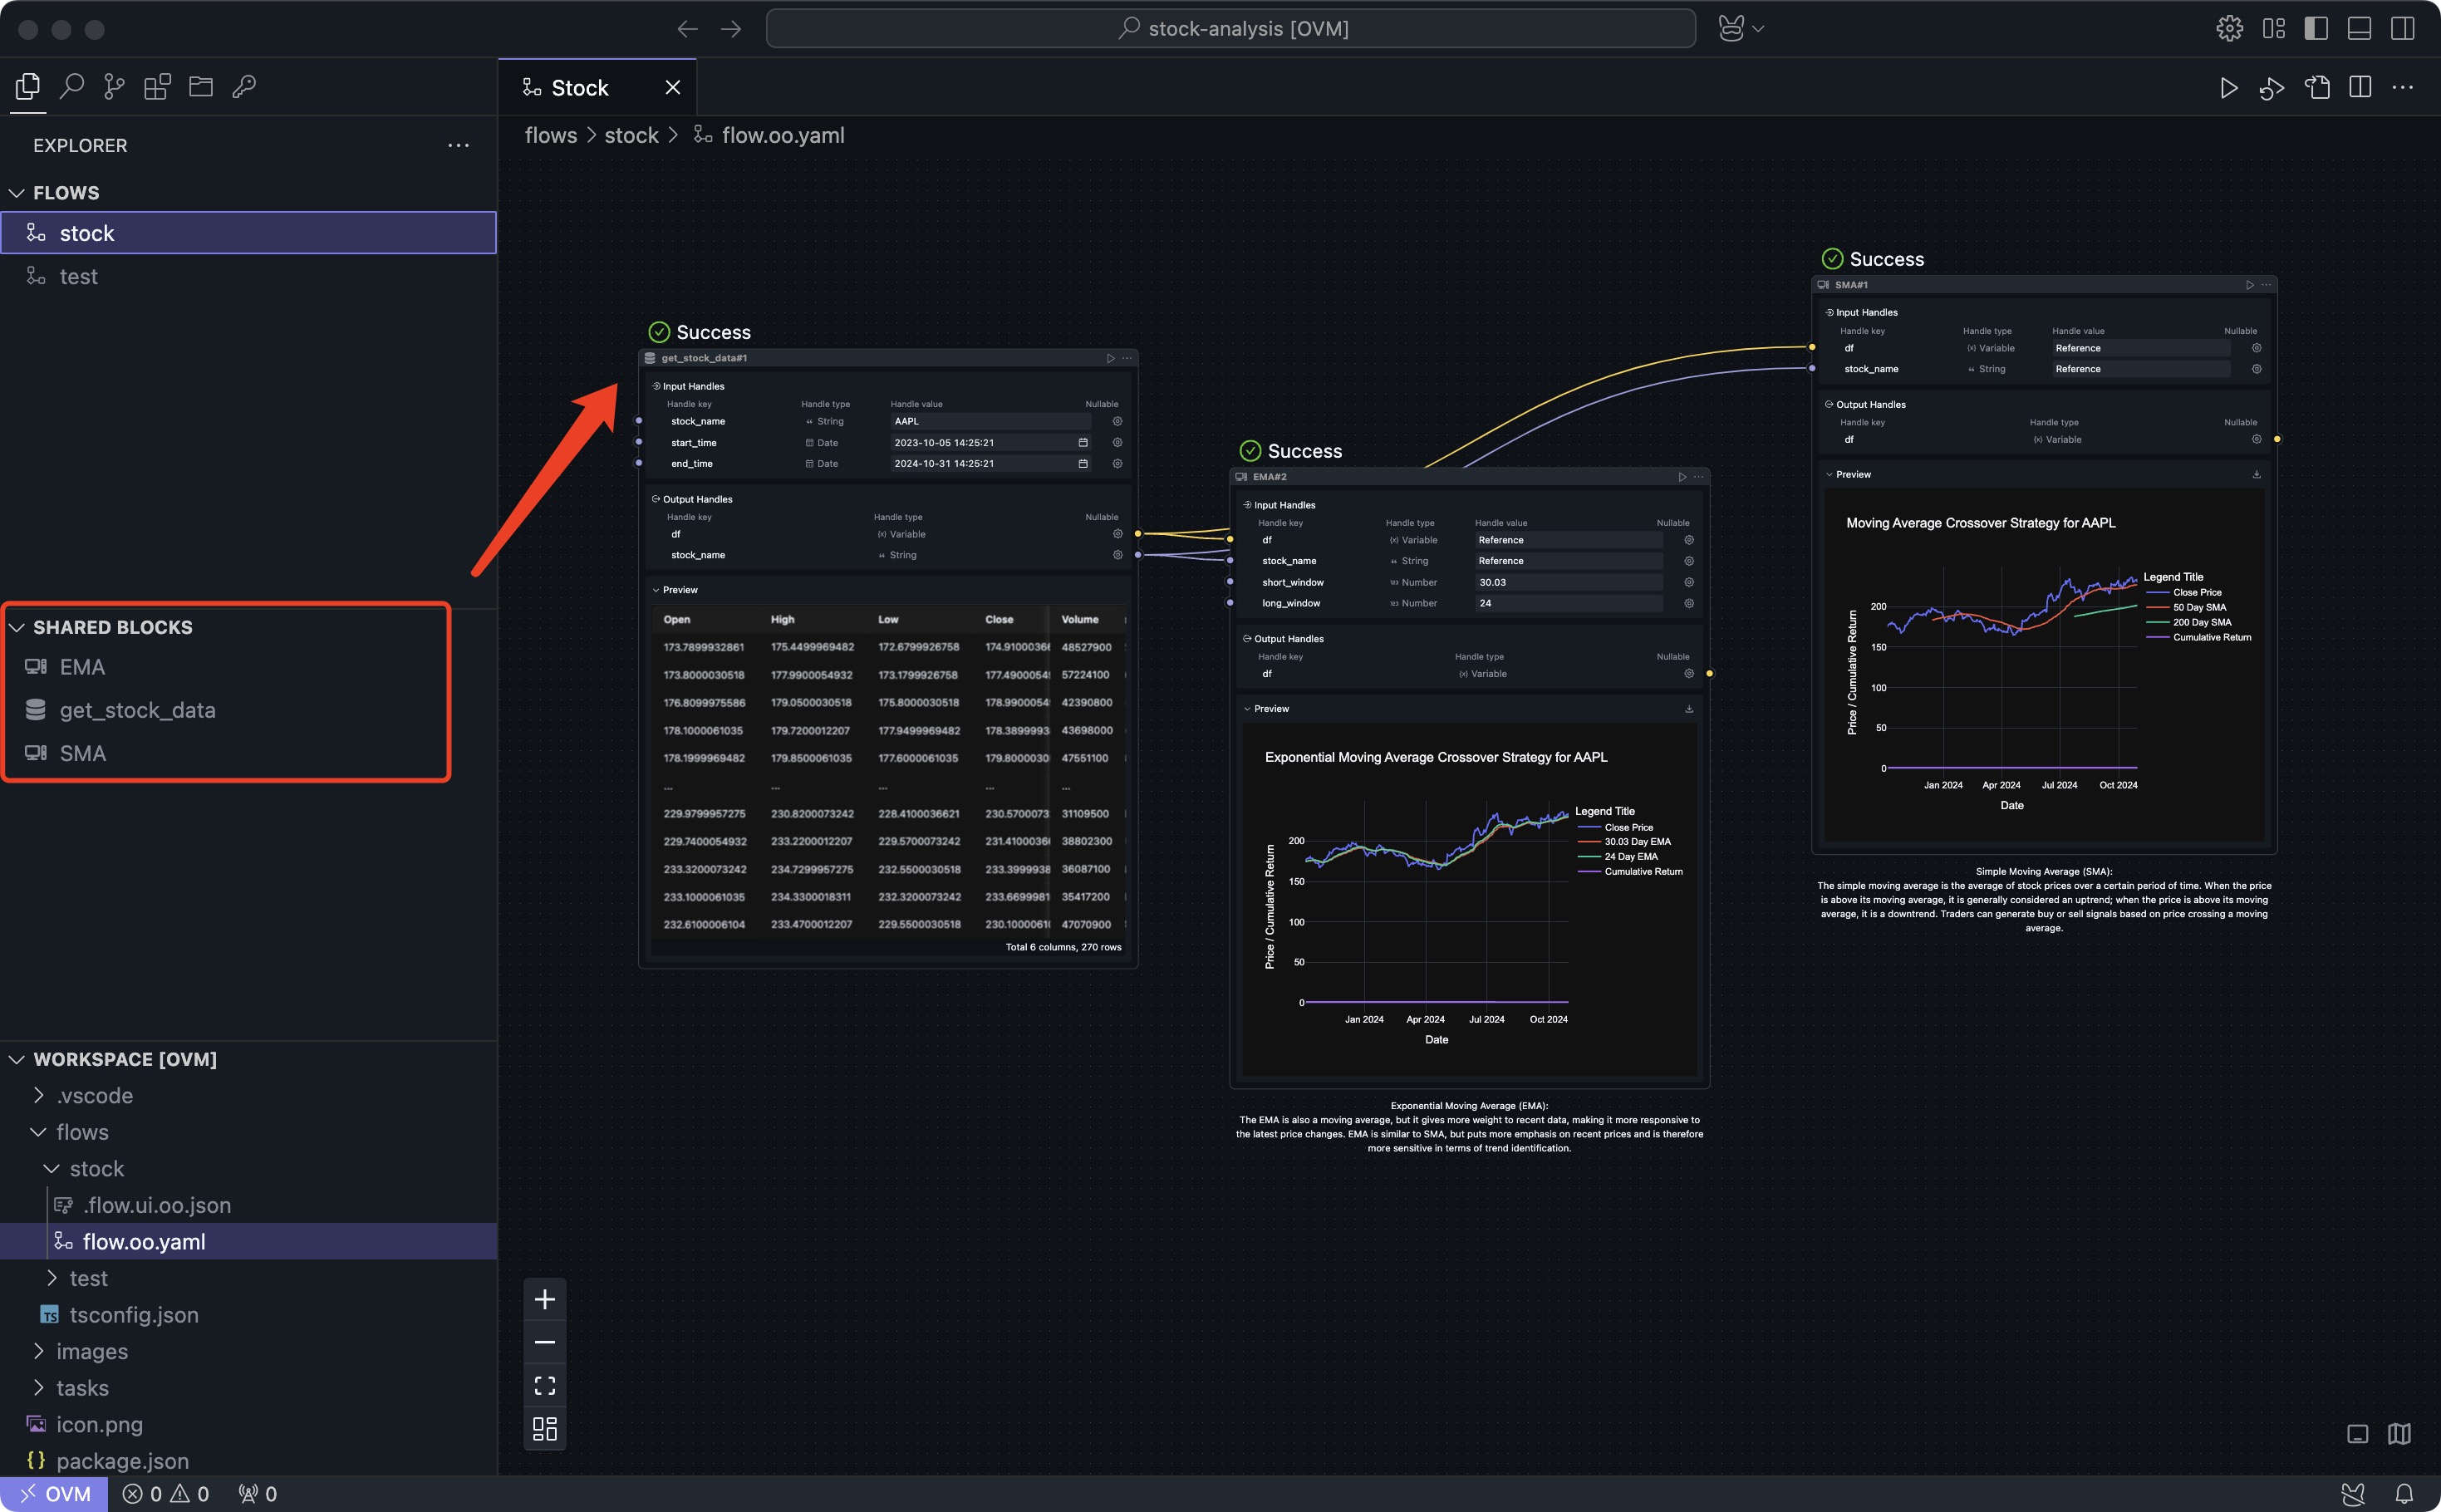 stock-analysis [OVM]
Stock
EXPLORER
flows > stock > flow.oo.yaml
FLOWS
stock
test
SHARED BLOCKS
EMA
get_stock_data
SMA
WORKSPACE [OVM]
.vscode
flows
stock
.flow.ui.oo.json
flow.oo.yaml
test
TS tsconfig.json
images
tasks
icon.png
{} package.json
OVM 0 0 0
Success
get_stock_data#1
Input Handles
Handle key Handle type Handle value Nullable
stock_name String AAPL
start_time Date 2023-10-05 14:25:21
end_time Date 2024-10-31 14:25:21
Output Handles
Handle key Handle type Nullable
df (x) Variable
stock_name String
Preview
Open High Low Close Volume
173.7899932861 175.4499969482 172.6799926758 174.9100036 48527900
173.8000030518 177.9900054932 173.1799926758 177.4900054 57224100
176.8099975586 179.0500030518 175.8000030518 178.9900054 42390800
178.1000061035 179.7200012207 177.9499969482 178.3899993 43698000
178.1999969482 179.8500061035 177.6000061035 179.8000030 47551100
... ... ... ... ...
229.9799957275 230.8200073242 228.4100036621 230.5700073 31109500
229.7400054932 233.2200012207 229.5700073242 231.4100036 38802300
233.3200073242 234.7299957275 232.5500030518 233.3999938 36087100
233.1000061035 234.3300018311 232.3200073242 233.6699981 35417200
232.6100006104 233.4700012207 229.5500030518 230.1000061 47070900
Total 6 columns, 270 rows
Success
EMA#2
Input Handles
Handle key Handle type Handle value Nullable
df (x) Variable Reference
stock_name String Reference
short_window 123 Number 30.03
long_window 123 Number 24
Output Handles
Handle key Handle type Nullable
df (x) Variable
Preview
Exponential Moving Average Crossover Strategy for AAPL
Legend Title
Close Price
30.03 Day EMA
24 Day EMA
Cumulative Return
Price / Cumulative Return
200
150
100
50
0
Jan 2024 Apr 2024 Jul 2024 Oct 2024
Date
Exponential Moving Average (EMA):
The EMA is also a moving average, but it gives more weight to recent data, making it more responsive to
the latest price changes. EMA is similar to SMA, but puts more emphasis on recent prices and is therefore
more sensitive in terms of trend identification.
Success
SMA#1
Input Handles
Handle key Handle type Handle value Nullable
df (x) Variable Reference
stock_name String Reference
Output Handles
Handle key Handle type Nullable
df (x) Variable
Preview
Moving Average Crossover Strategy for AAPL
Legend Title
Close Price
50 Day SMA
200 Day SMA
Cumulative Return
Price / Cumulative Return
200
150
100
50
0
Jan 2024 Apr 2024 Jul 2024 Oct 2024
Date
Simple Moving Average (SMA):
The simple moving average is the average of stock prices over a certain period of time. When the price
is above its moving average, it is generally considered an uptrend; when the price is above its moving
average, it is a downtrend. Traders can generate buy or sell signals based on price crossing a moving
average.